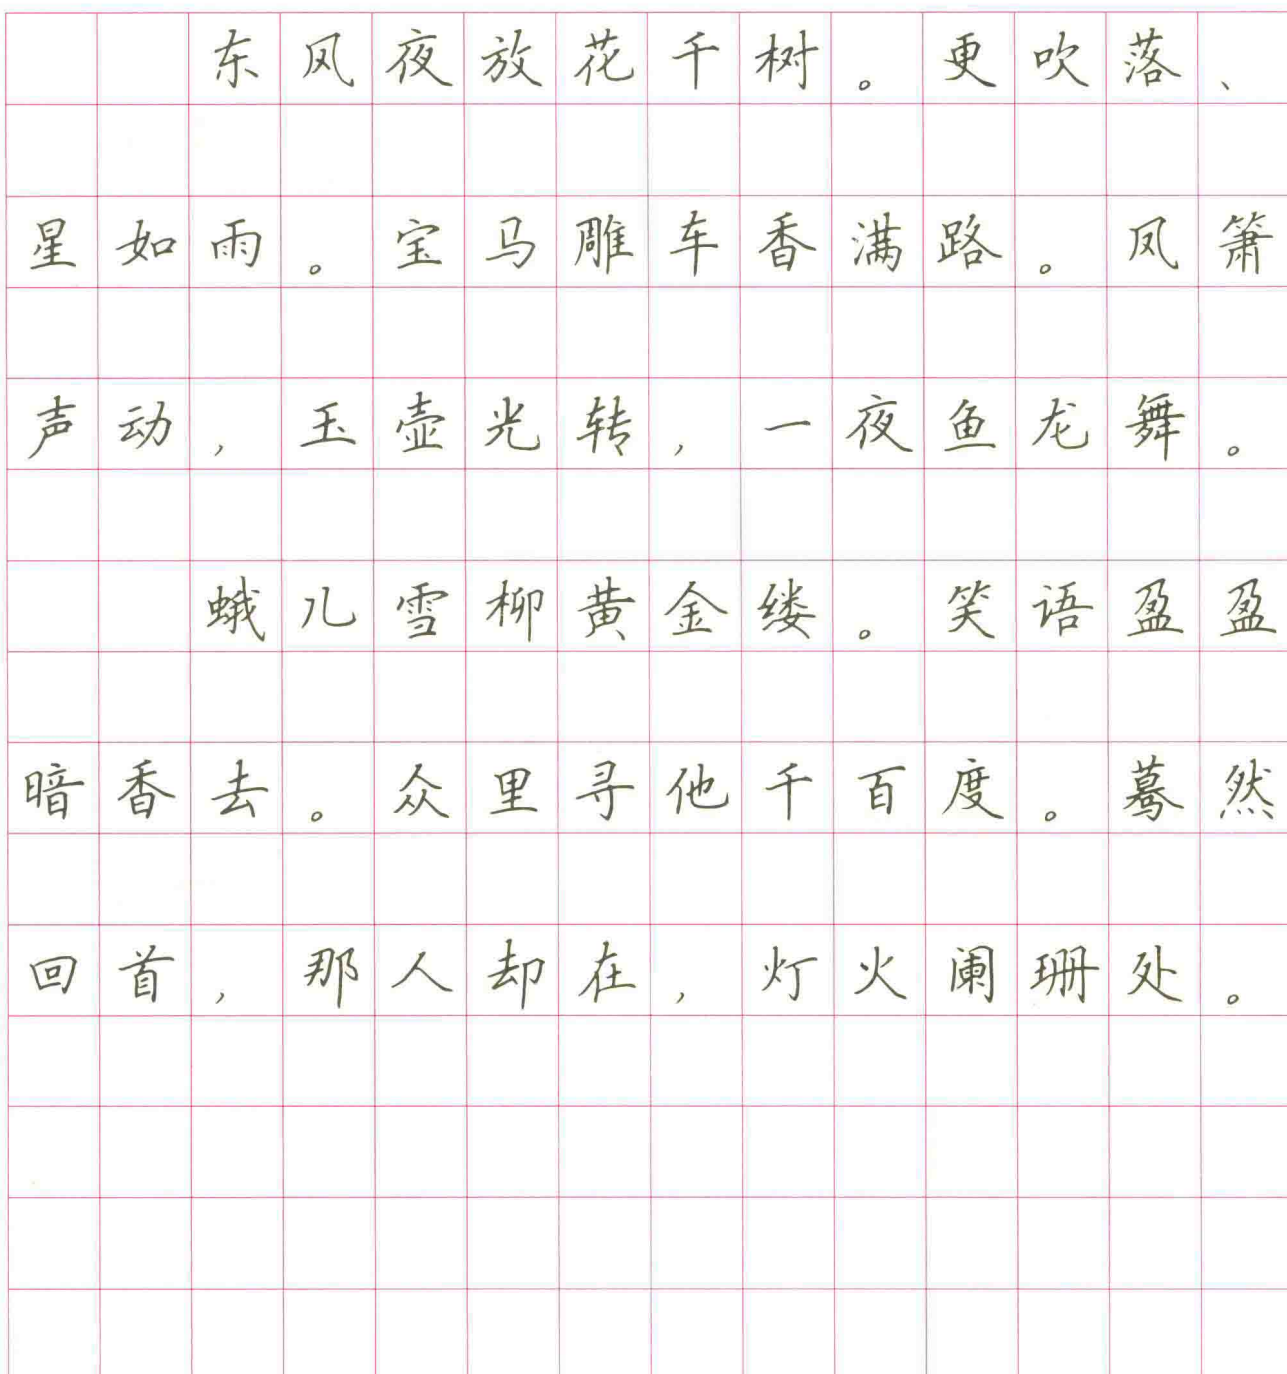 东风夜放花千树。更吹落、
星如雨。宝马雕车香满路。凤箫
声动，玉壶光转，一夜鱼龙舞。
蛾儿雪柳黄金缕。笑语盈盈
暗香去。众里寻他千百度。蓦然
回首，那人却在，灯火阑珊处。